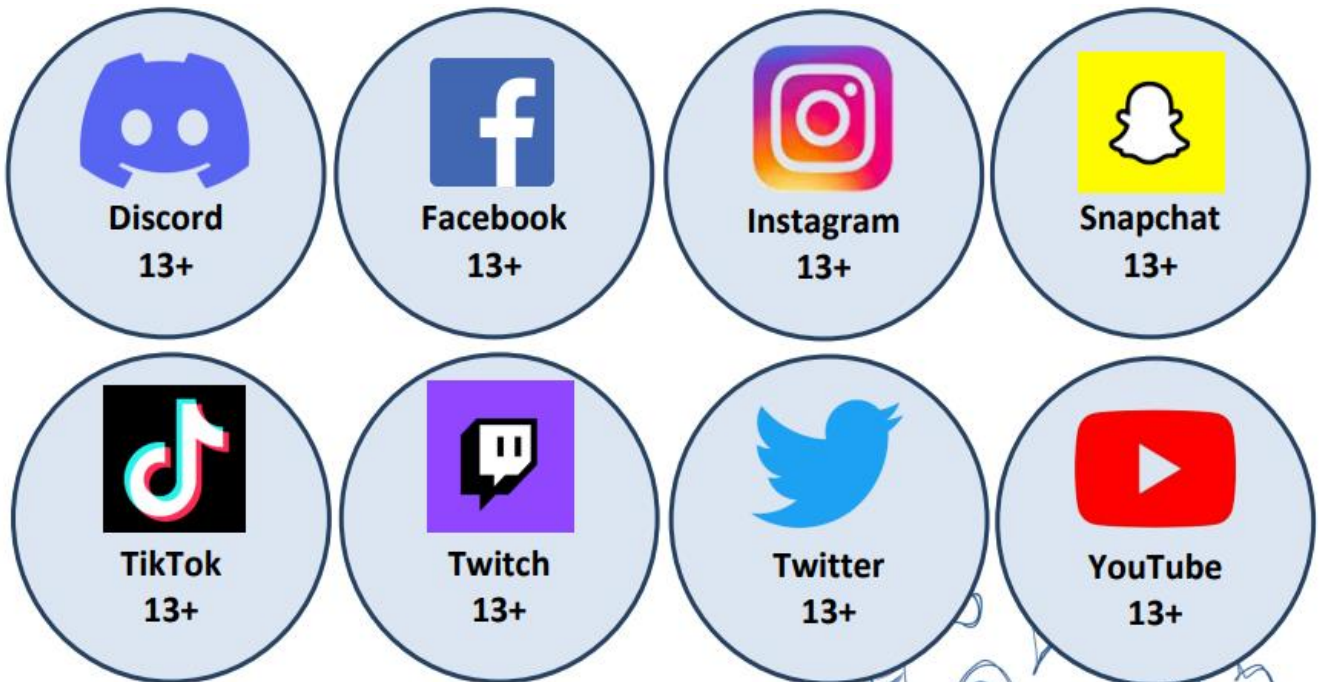 Discord
13+
Facebook
13+
Instagram
13+
Snapchat
13+
TikTok
13+
Twitch
13+
Twitter
13+
YouTube
13+